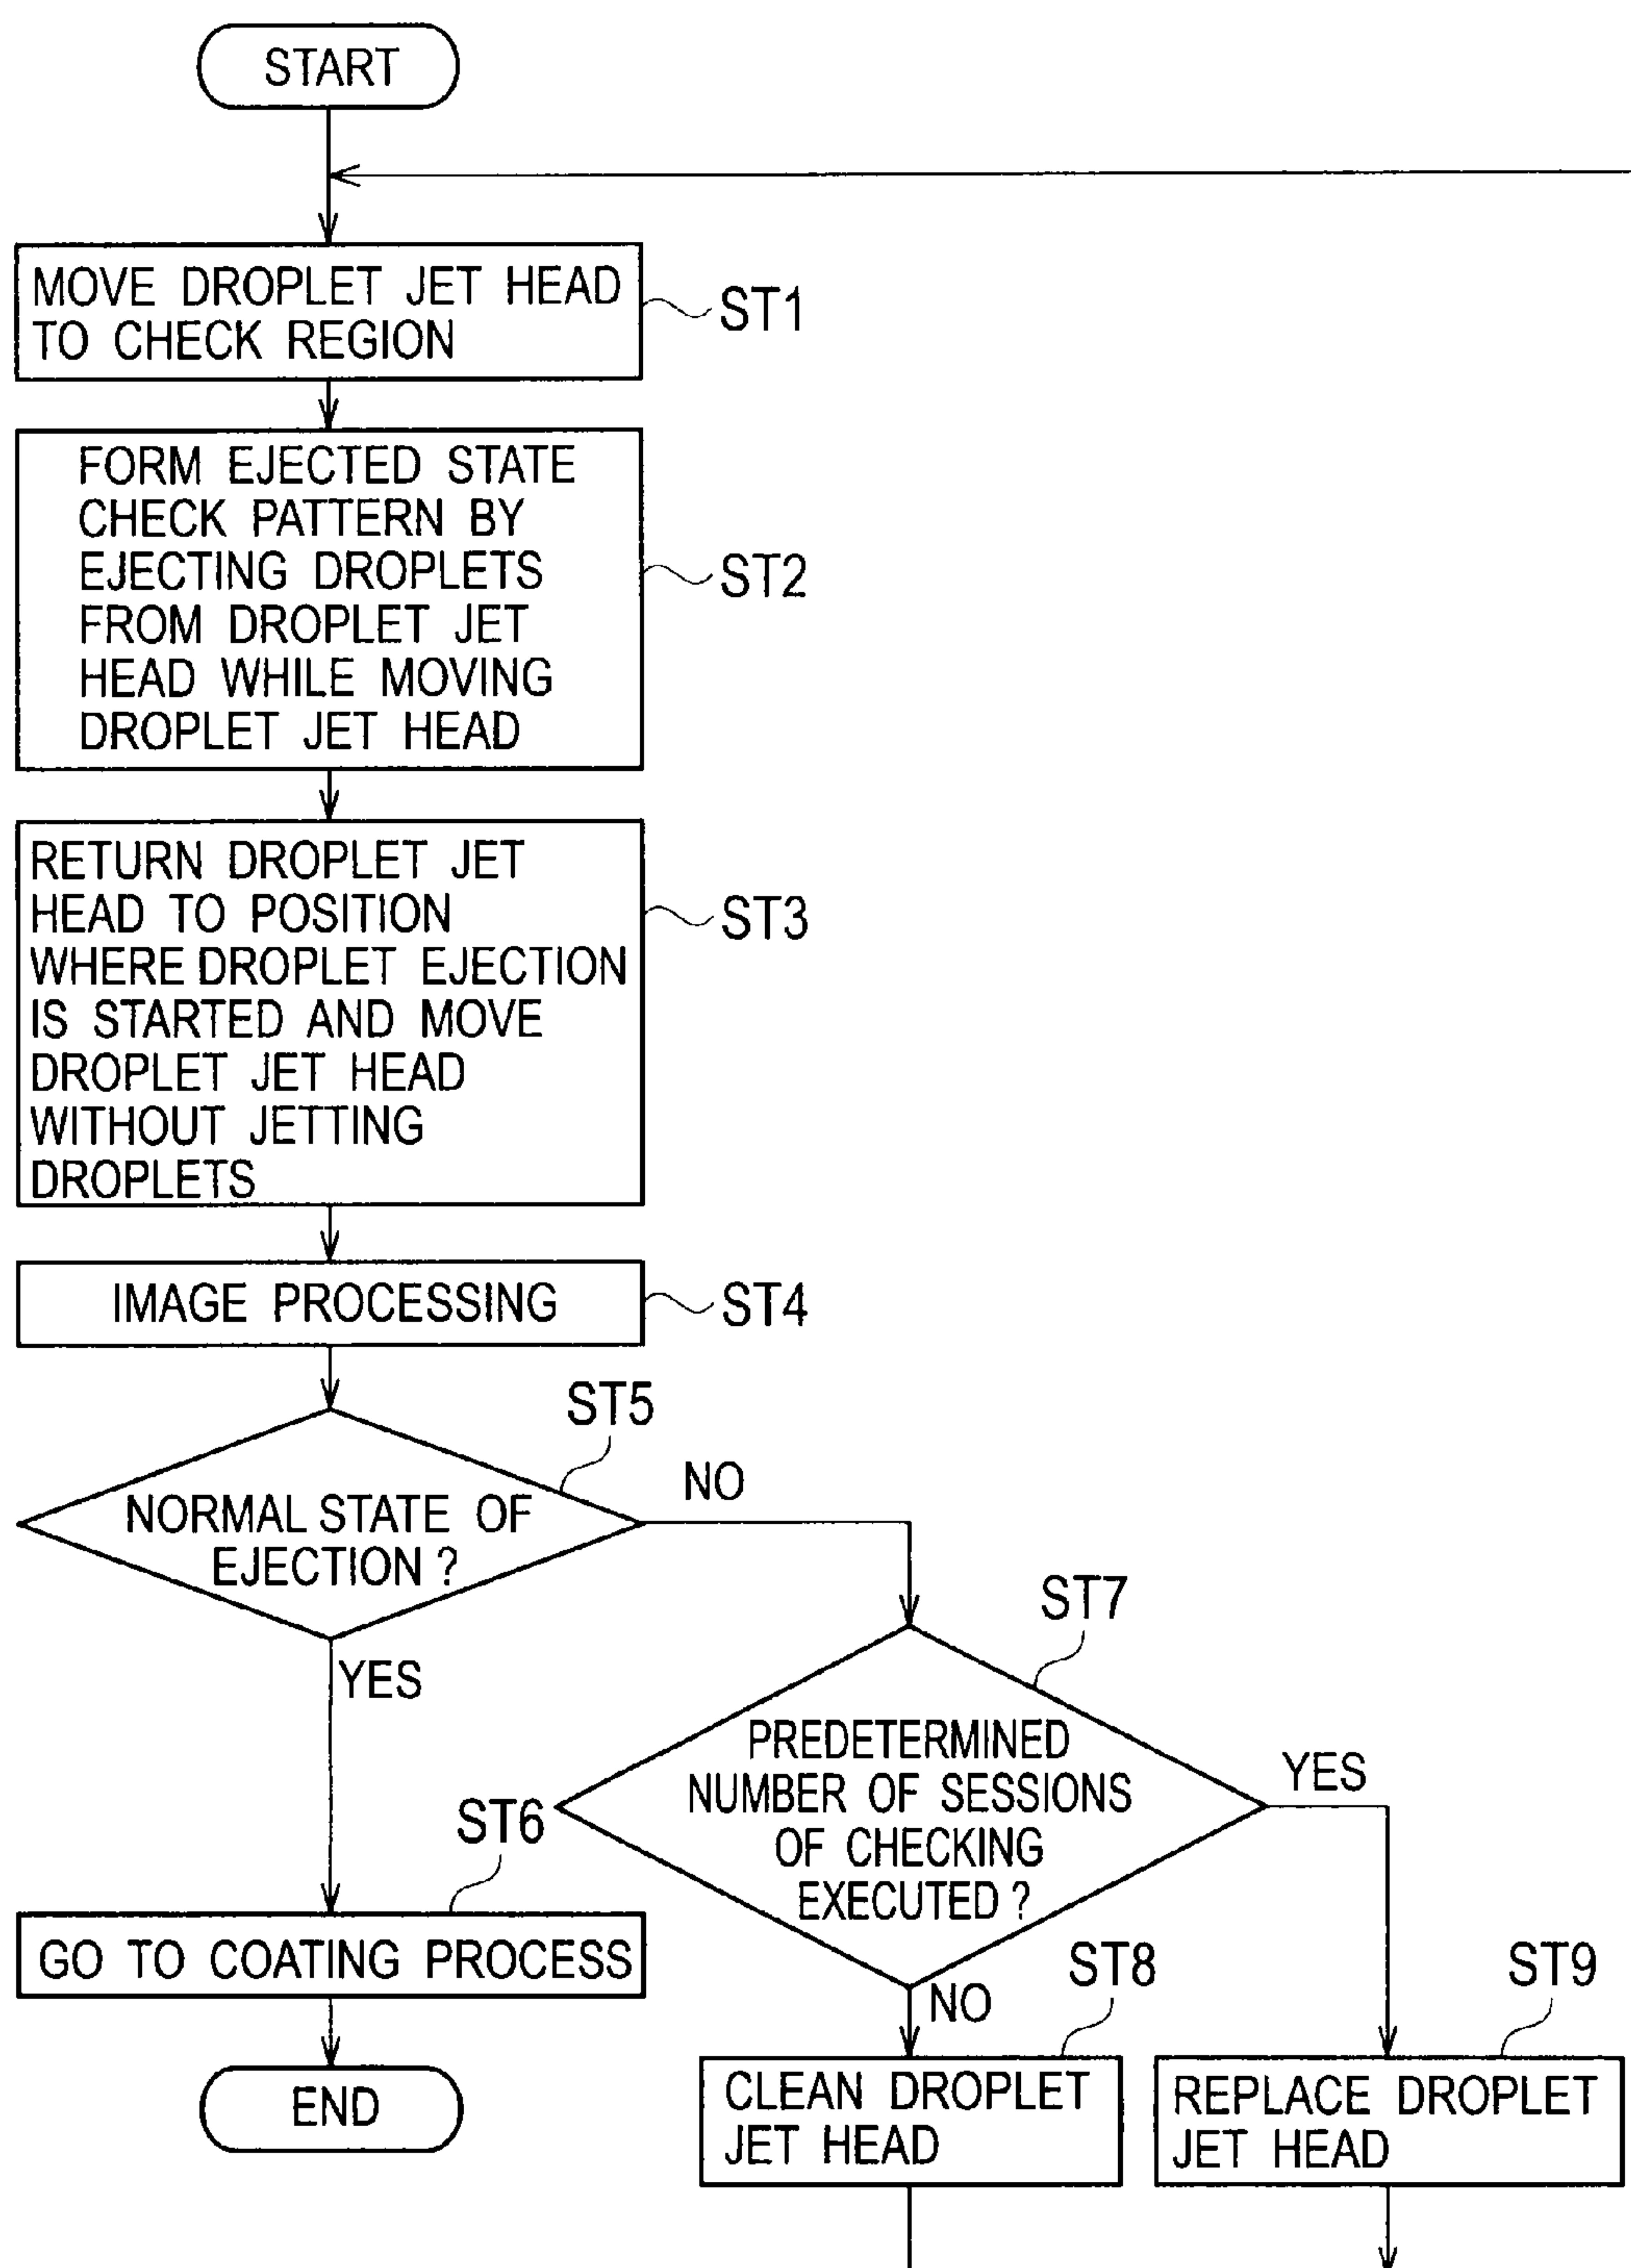 START
MOVE DROPLET JET HEAD
TO CHECK REGION
ST1
FORM EJECTED STATE
CHECK PATTERN BY
EJECTING DROPLETS
FROM DROPLET JET
HEAD WHILE MOVING
DROPLET JET HEAD
ST2
RETURN DROPLET JET
HEAD TO POSITION
WHERE DROPLET EJECTION
IS STARTED AND MOVE
DROPLET JET HEAD
WITHOUT JETTING
DROPLETS
ST3
IMAGE PROCESSING
ST4
ST5
NORMAL STATE OF
EJECTION ?
NO
YES
ST7
PREDETERMINED
NUMBER OF SESSIONS
OF CHECKING
EXECUTED ?
YES
NO
ST6
GO TO COATING PROCESS
END
ST8
CLEAN DROPLET
JET HEAD
ST9
REPLACE DROPLET
JET HEAD